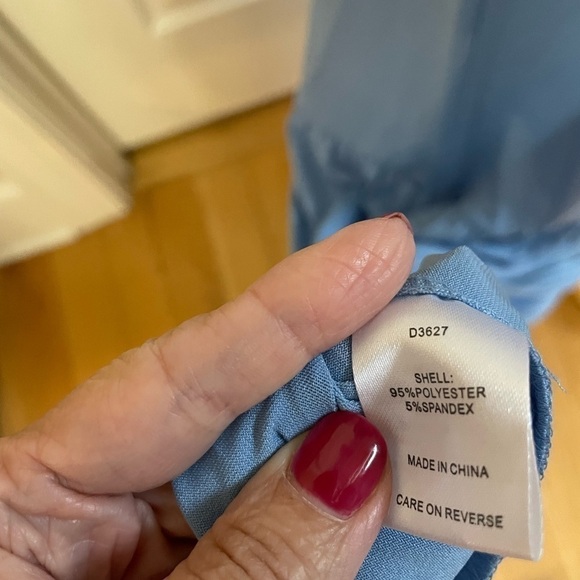 D3627
SHELL:
95%POLYESTER
5%SPANDEX
MADE IN CHINA
CARE ON REVERSE